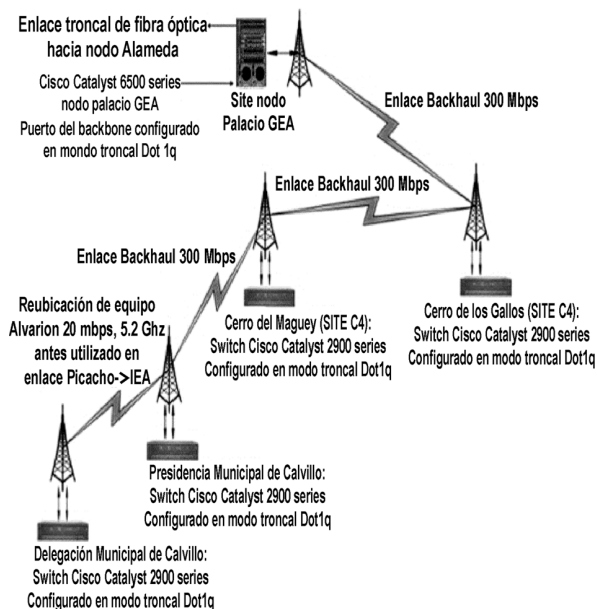 Enlace troncal de fibra óptica
hacia nodo Alameda
Cisco Catalyst 6500 series
nodo palacio GEA
Puerto del backbone configurado
en mondo troncal Dot 1q
Site nodo
Palacio GEA
Enlace Backhaul 300 Mbps
Enlace Backhaul 300 Mbps
Enlace Backhaul 300 Mbps
Reubicación de equipo
Alvarion 20 mbps, 5.2 Ghz
antes utilizado en
enlace Picacho->IEA
Cerro del Maguey (SITE C4):
Switch Cisco Catalyst 2900 series
Configurado en modo troncal Dot1q
Cerro de los Gallos (SITE C4):
Switch Cisco Catalyst 2900 series
Configurado en modo troncal Dot1q
Presidencia Municipal de Calvillo:
Switch Cisco Catalyst 2900 series
Configurado en modo troncal Dot1q
Delegación Municipal de Calvillo:
Switch Cisco Catalyst 2900 series
Configurado en modo troncal Dot1q